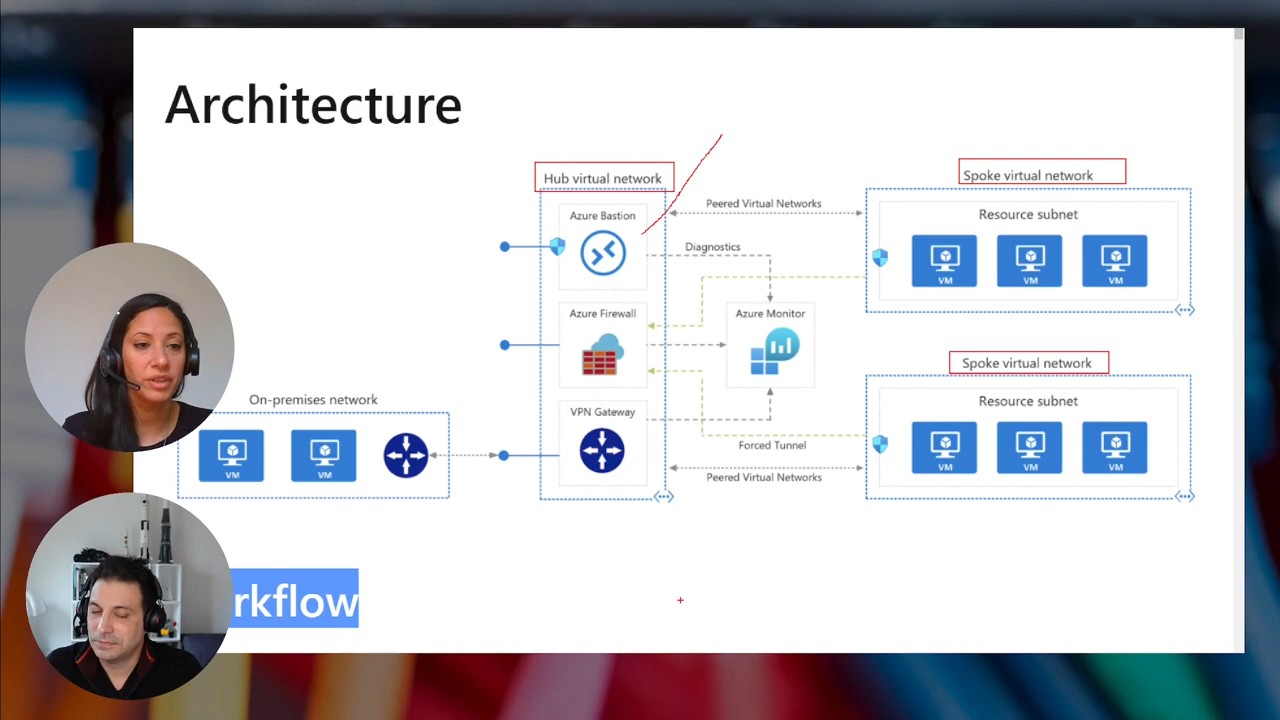 Architecture
Hub virtual network
Spoke virtual network
Peered Virtual Networks
Azure Bastion
Resource subnet
Diagnostics
VM
VM
VM
Azure Firewall
Azure Monitor
Spoke virtual network
On-premises network
VPN Gateway
Resource subnet
Forced Tunnel
VM
VM
VM
VM
VM
Peered Virtual Networks
rkflow